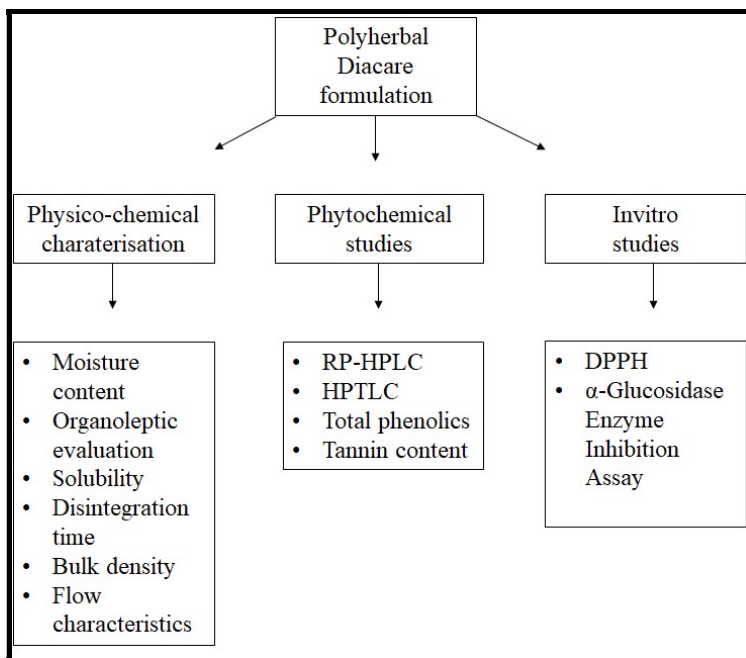 Polyherbal
Diacare
formulation
Physico-chemical
charaterisation
Phytochemical
studies
Invitro
studies
• Moisture
content
• Organoleptic
evaluation
• Solubility
• Disintegration
time
• Bulk density
• Flow
characteristics
• RP-HPLC
• HPTLC
• Total phenolics
• Tannin content
• DPPH
• α-Glucosidase
Enzyme
Inhibition
Assay